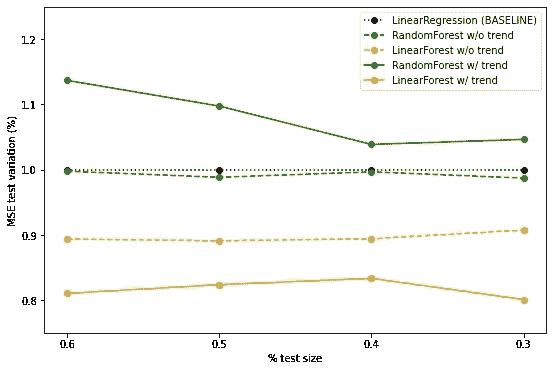 LinearRegression (BASELINE)
RandomForest w/o trend
LinearForest w/o trend
RandomForest w/ trend
LinearForest w/ trend
MSE test variation (%)
1.2
1.1
1.0
0.9
0.8
0.6
0.5
0.4
0.3
% test size